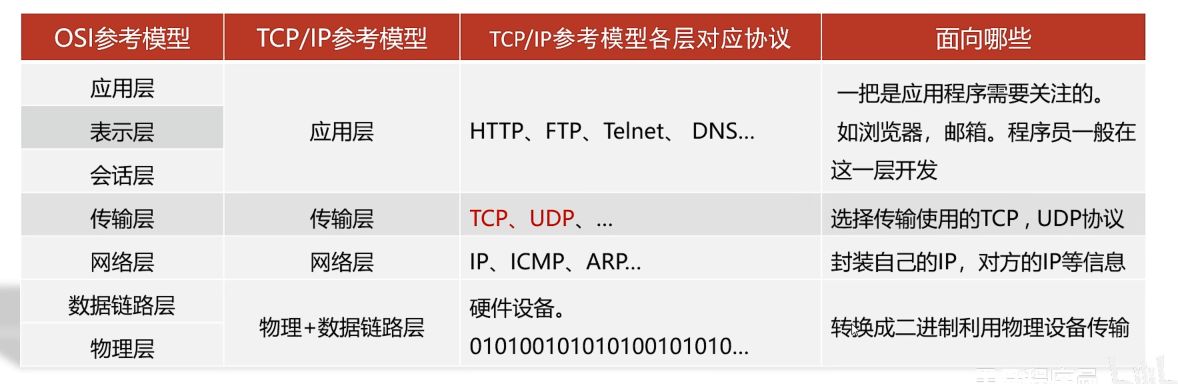 OSI参考模型
TCP/IP参考模型
TCP/IP参考模型各层对应协议
面向哪些
应用层
表示层
会话层
应用层
HTTP、FTP、Telnet、 DNS...
一把是应用程序需要关注的。
如浏览器，邮箱。程序员一般在
这一层开发
传输层
传输层
TCP、UDP、...
选择传输使用的TCP , UDP协议
网络层
网络层
IP、ICMP、ARP...
封装自己的IP，对方的IP等信息
数据链路层
物理层
物理+数据链路层
硬件设备。
010100101010100101010...
转换成二进制利用物理设备传输